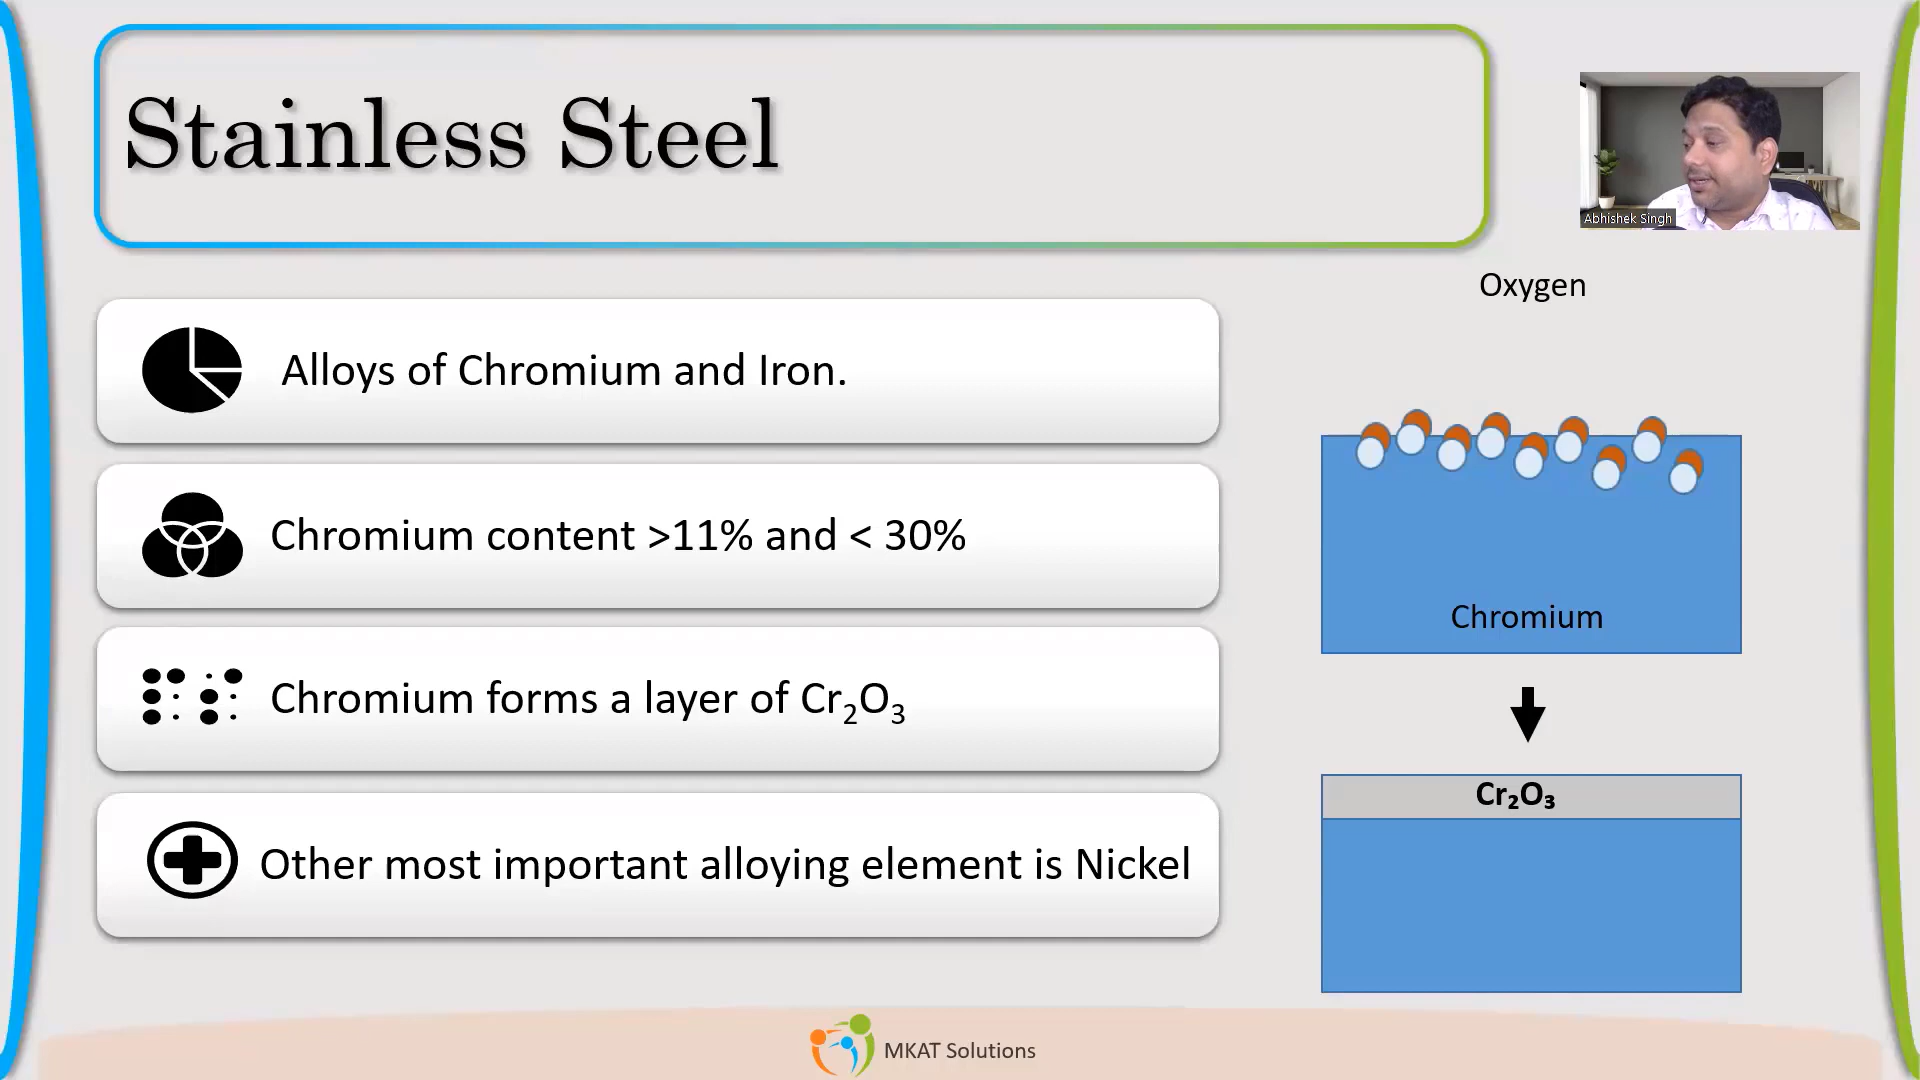 Stainless Steel
Abhishek Singh
Oxygen
Alloys of Chromium and Iron.
Chromium content >11% and < 30%
Chromium forms a layer of Cr₂O₃
Other most important alloying element is Nickel
Chromium
Cr₂O₃
MKAT Solutions